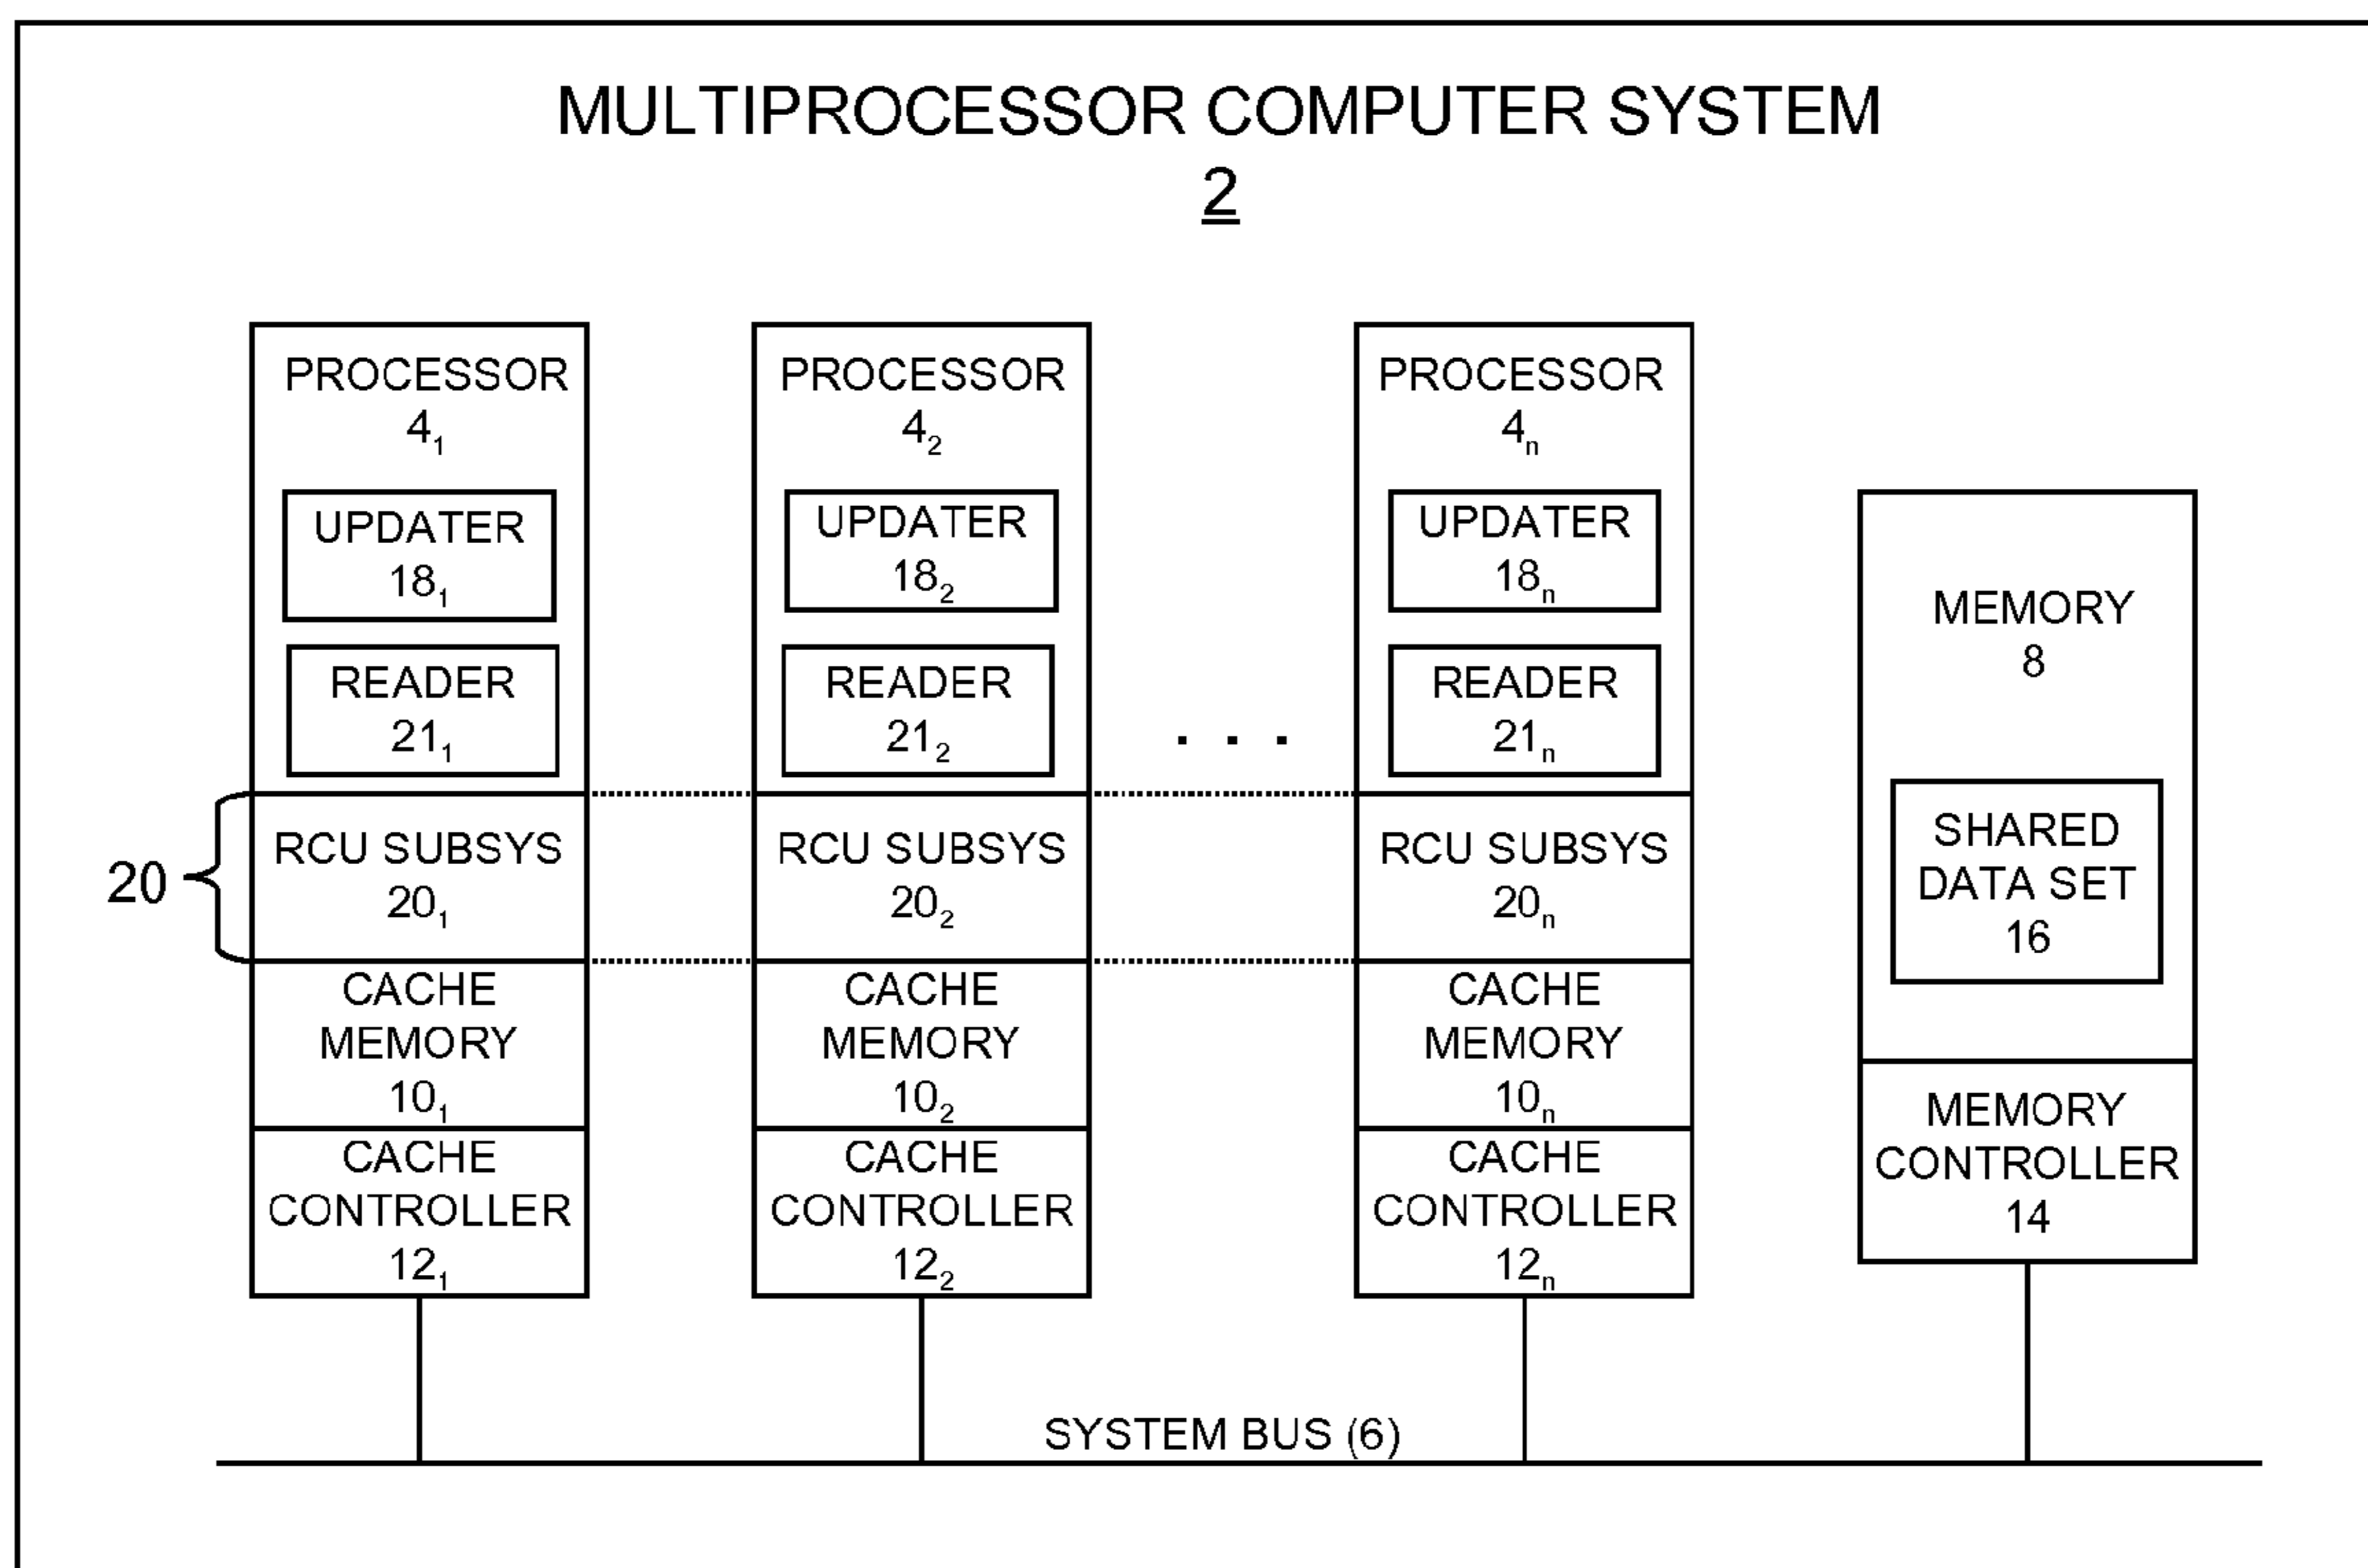 MULTIPROCESSOR COMPUTER SYSTEM
2
PROCESSOR
4₁
UPDATER
18₁
READER
21₁
RCU SUBSYS
20₁
CACHE
MEMORY
10₁
CACHE
CONTROLLER
12₁
PROCESSOR
4₂
UPDATER
18₂
READER
21₂
RCU SUBSYS
20₂
CACHE
MEMORY
10₂
CACHE
CONTROLLER
12₂
. . .
PROCESSOR
4ₙ
UPDATER
18ₙ
READER
21ₙ
RCU SUBSYS
20ₙ
CACHE
MEMORY
10ₙ
CACHE
CONTROLLER
12ₙ
MEMORY
8
SHARED
DATA SET
16
MEMORY
CONTROLLER
14
20
SYSTEM BUS (6)